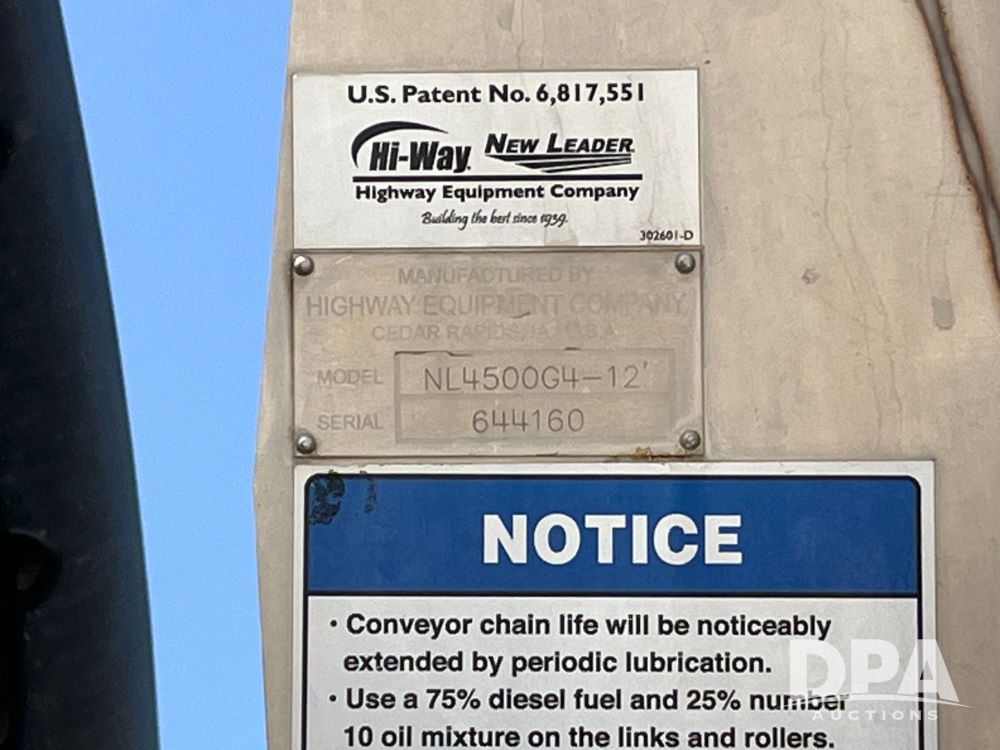 U.S. Patent No. 6,817,551
Hi-Way. NEW LEADER.
Highway Equipment Company
Building the best since 1939.
302601-D
MANUFACTURED BY
HIGHWAY EQUIPMENT COMPANY
CEDAR RAPIDS, IA U.S.A.
MODEL NL4500G4-12'
SERIAL 644160
NOTICE
• Conveyor chain life will be noticeably
extended by periodic lubrication.
• Use a 75% diesel fuel and 25% number
10 oil mixture on the links and rollers.
DPA
AUCTIONS